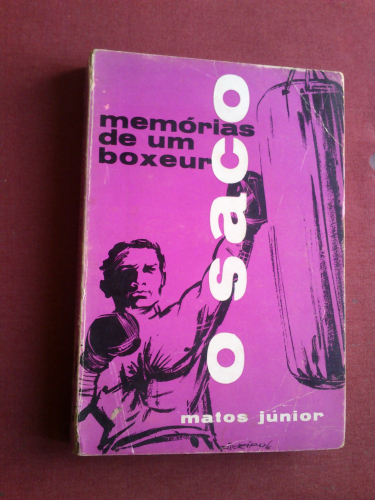 memórias
de um
boxeur
o saco
matos júnior